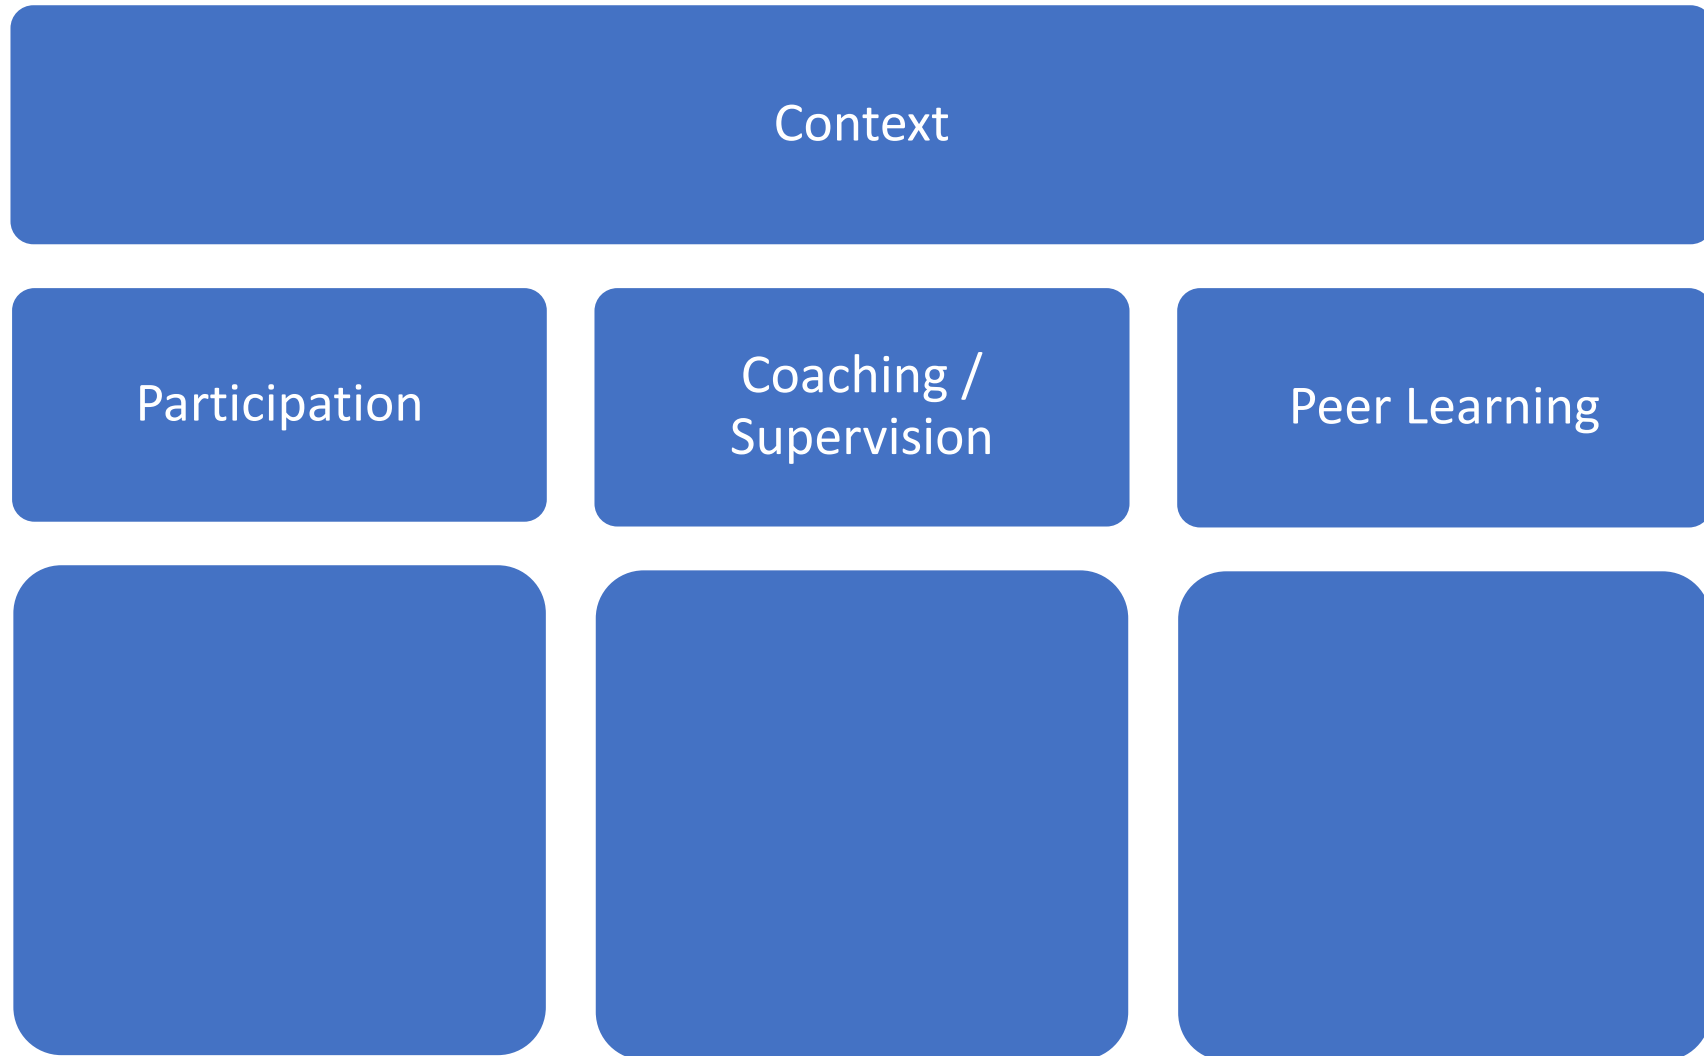 Context
Participation
Coaching /
Supervision
Peer Learning